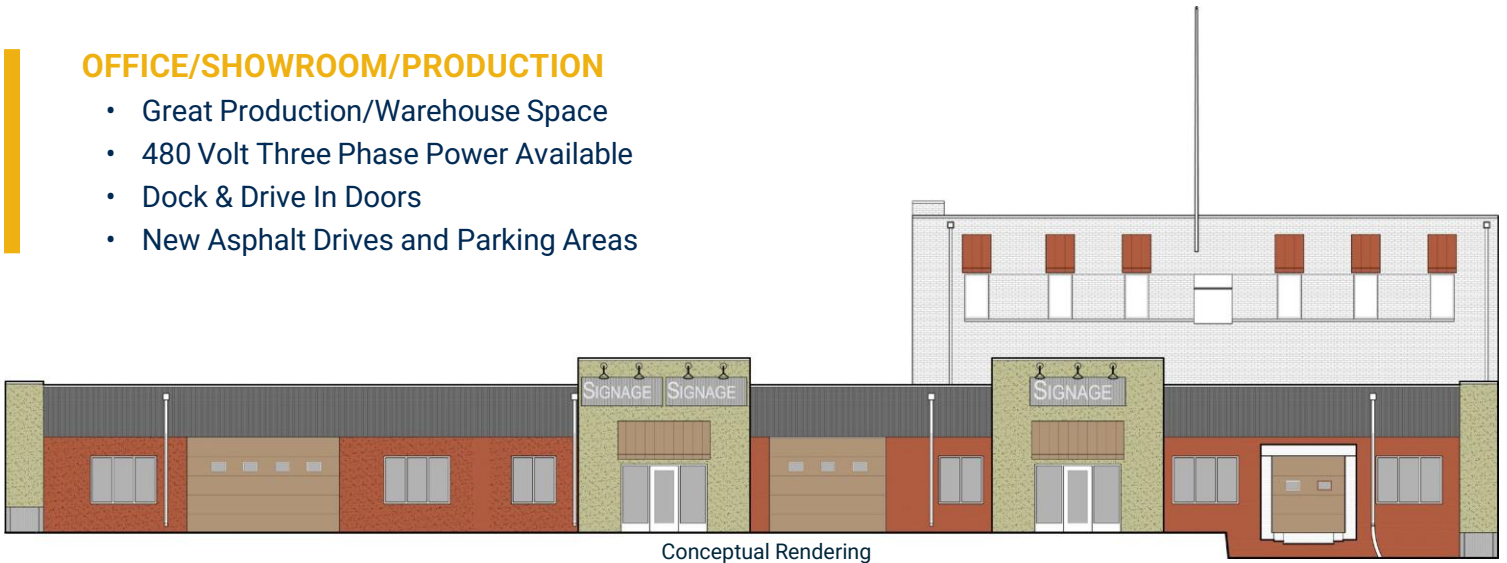 OFFICE/SHOWROOM/PRODUCTION
• Great Production/Warehouse Space
• 480 Volt Three Phase Power Available
• Dock & Drive In Doors
• New Asphalt Drives and Parking Areas
SIGNAGE SIGNAGE SIGNAGE
Conceptual Rendering